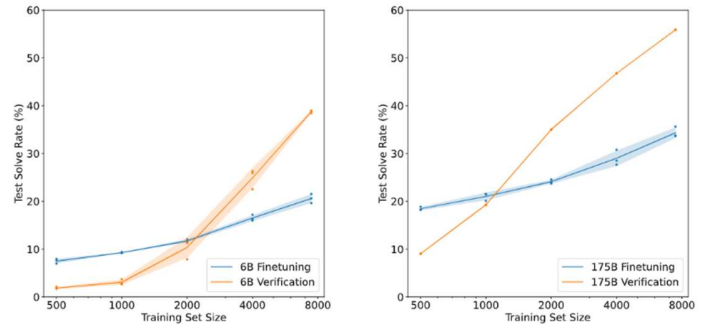 60
50
40
30
20
10
0
Test Solve Rate (%)
500 1000 2000 4000 8000
Training Set Size
6B Finetuning
6B Verification
60
50
40
30
20
10
0
Test Solve Rate (%)
500 1000 2000 4000 8000
Training Set Size
175B Finetuning
175B Verification